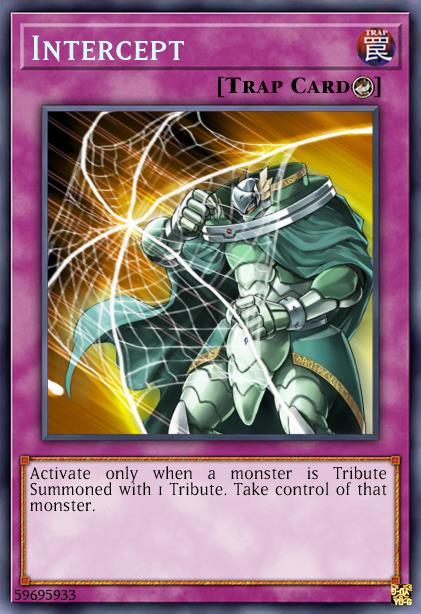 INTERCEPT
TRAP
罠
[TRAP CARD]
Activate only when a monster is Tribute
Summoned with 1 Tribute. Take control of that
monster.
59695933